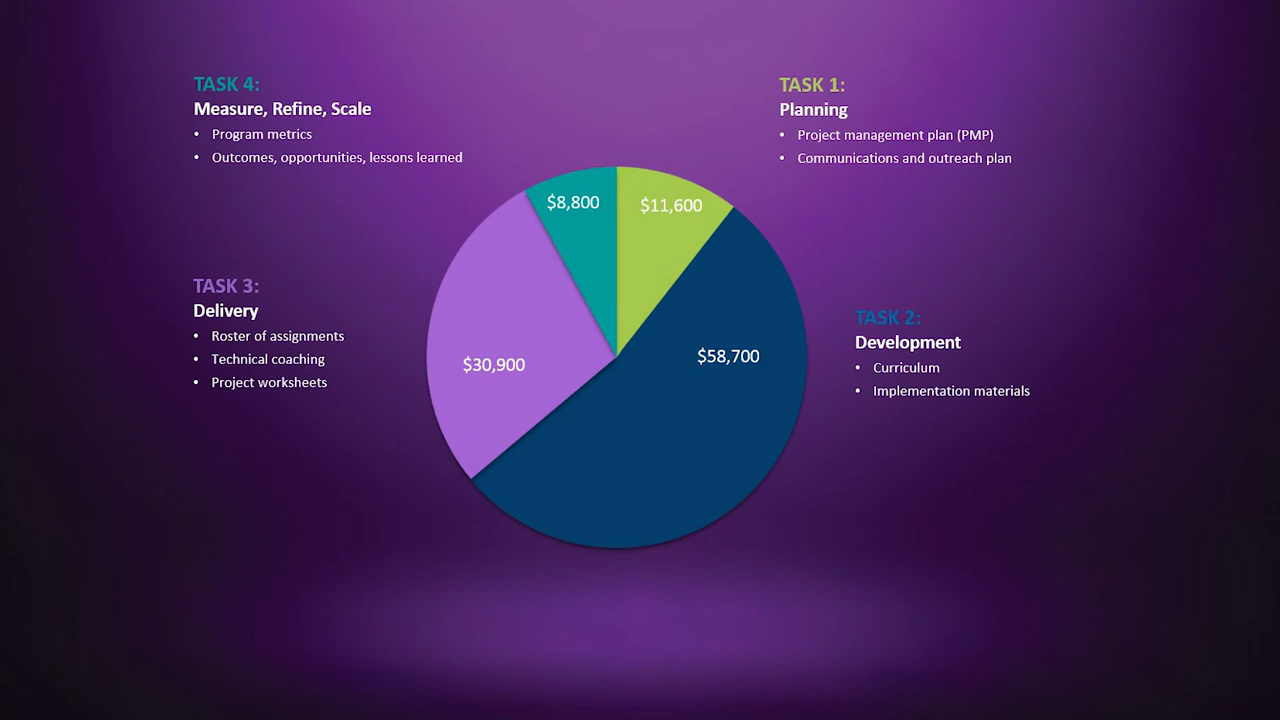 TASK 4:
Measure, Refine, Scale
• Program metrics
• Outcomes, opportunities, lessons learned
TASK 1:
Planning
• Project management plan (PMP)
• Communications and outreach plan
$8,800
$11,600
TASK 3:
Delivery
• Roster of assignments
• Technical coaching
• Project worksheets
$30,900
$58,700
TASK 2:
Development
• Curriculum
• Implementation materials